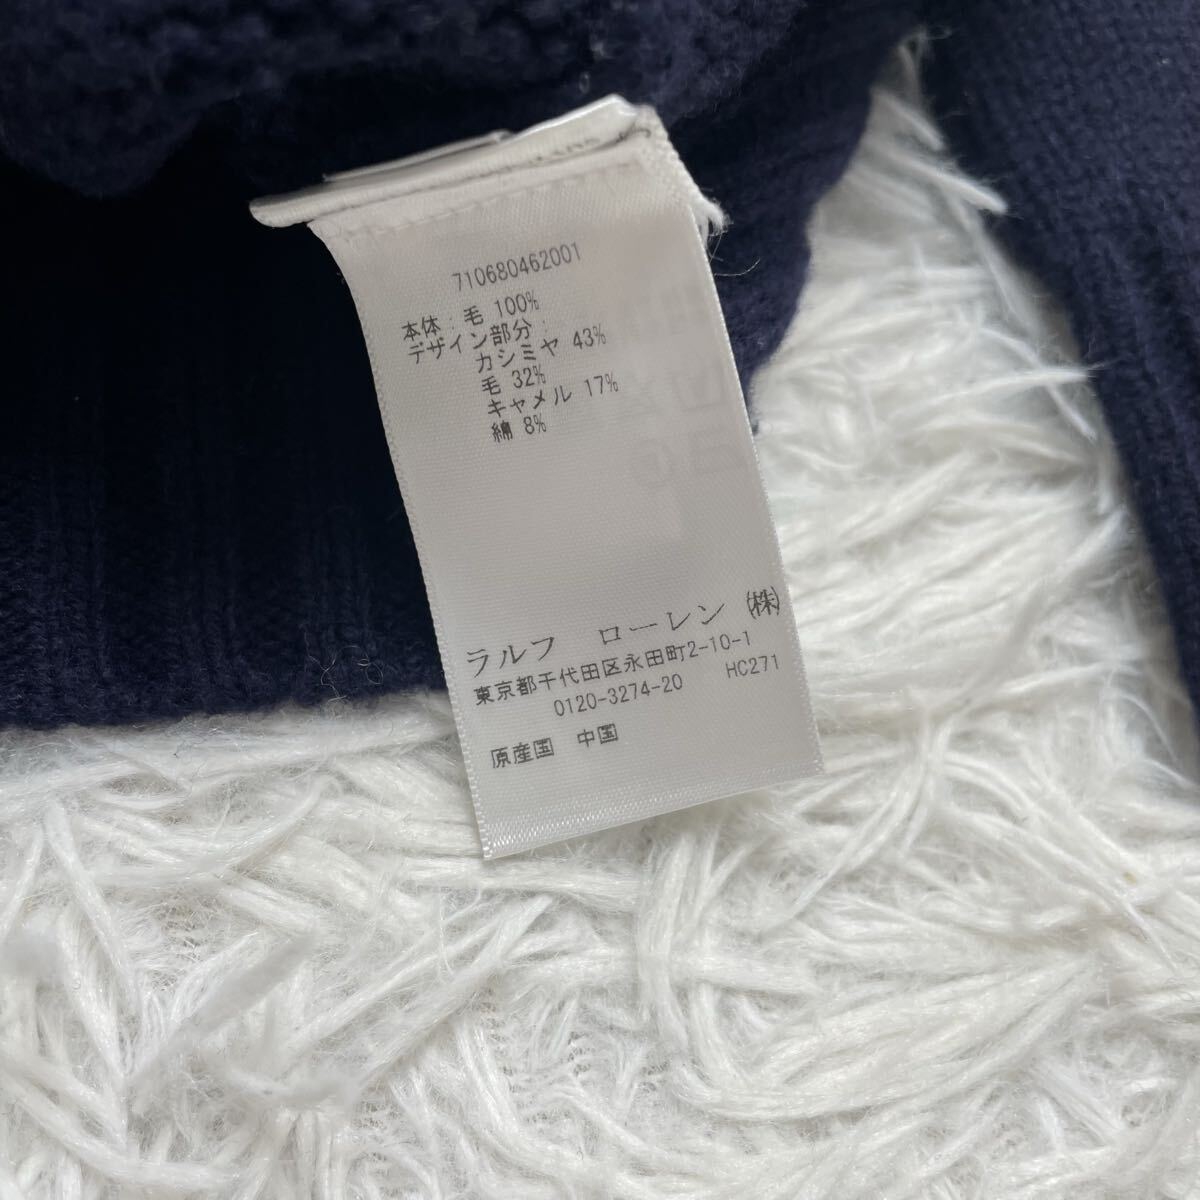 710680462001
本体：毛 100%
デザイン部分：
カシミヤ 43%
毛 32%
キャメル 17%
綿 8%
ラルフ ローレン ㈱
東京都千代田区永田町2-10-1
0120-3274-20 HC271
原産国 中国